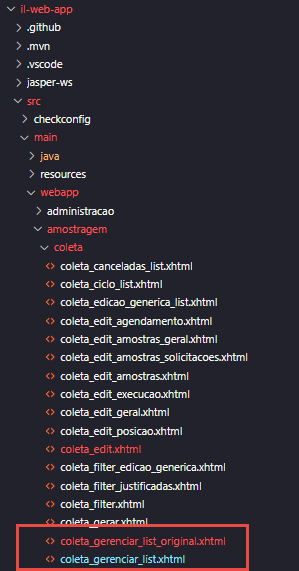 il-web-app
.github
.mvn
.vscode
jasper-ws
src
checkconfig
main
java
resources
webapp
administracao
amostragem
coleta
coleta_canceladas_list.xhtml
coleta_ciclo_list.xhtml
coleta_edicao_generica_list.xhtml
coleta_edit_agendamento.xhtml
coleta_edit_amostras_geral.xhtml
coleta_edit_amostras_solicitacoes.xhtml
coleta_edit_amostras.xhtml
coleta_edit_execucao.xhtml
coleta_edit_geral.xhtml
coleta_edit_posicao.xhtml
coleta_edit.xhtml
coleta_filter_edicao_generica.xhtml
coleta_filter_justificadas.xhtml
coleta_filter.xhtml
coleta_gerar.xhtml
coleta_gerenciar_list_original.xhtml
coleta_gerenciar_list.xhtml